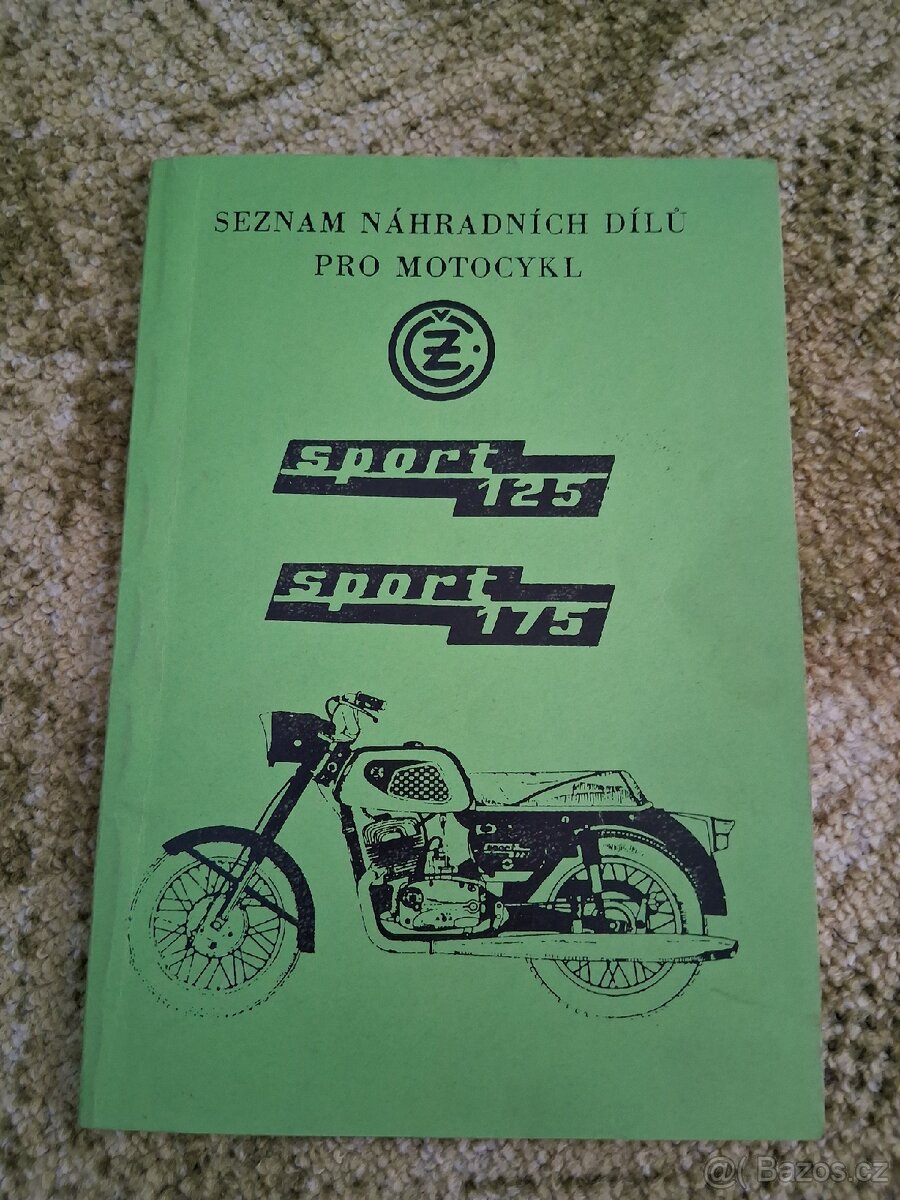 SEZNAM NÁHRADNÍCH DÍLŮ
PRO MOTOCYKL
ČZ
sport
125
sport
175
@( Bazos.cz